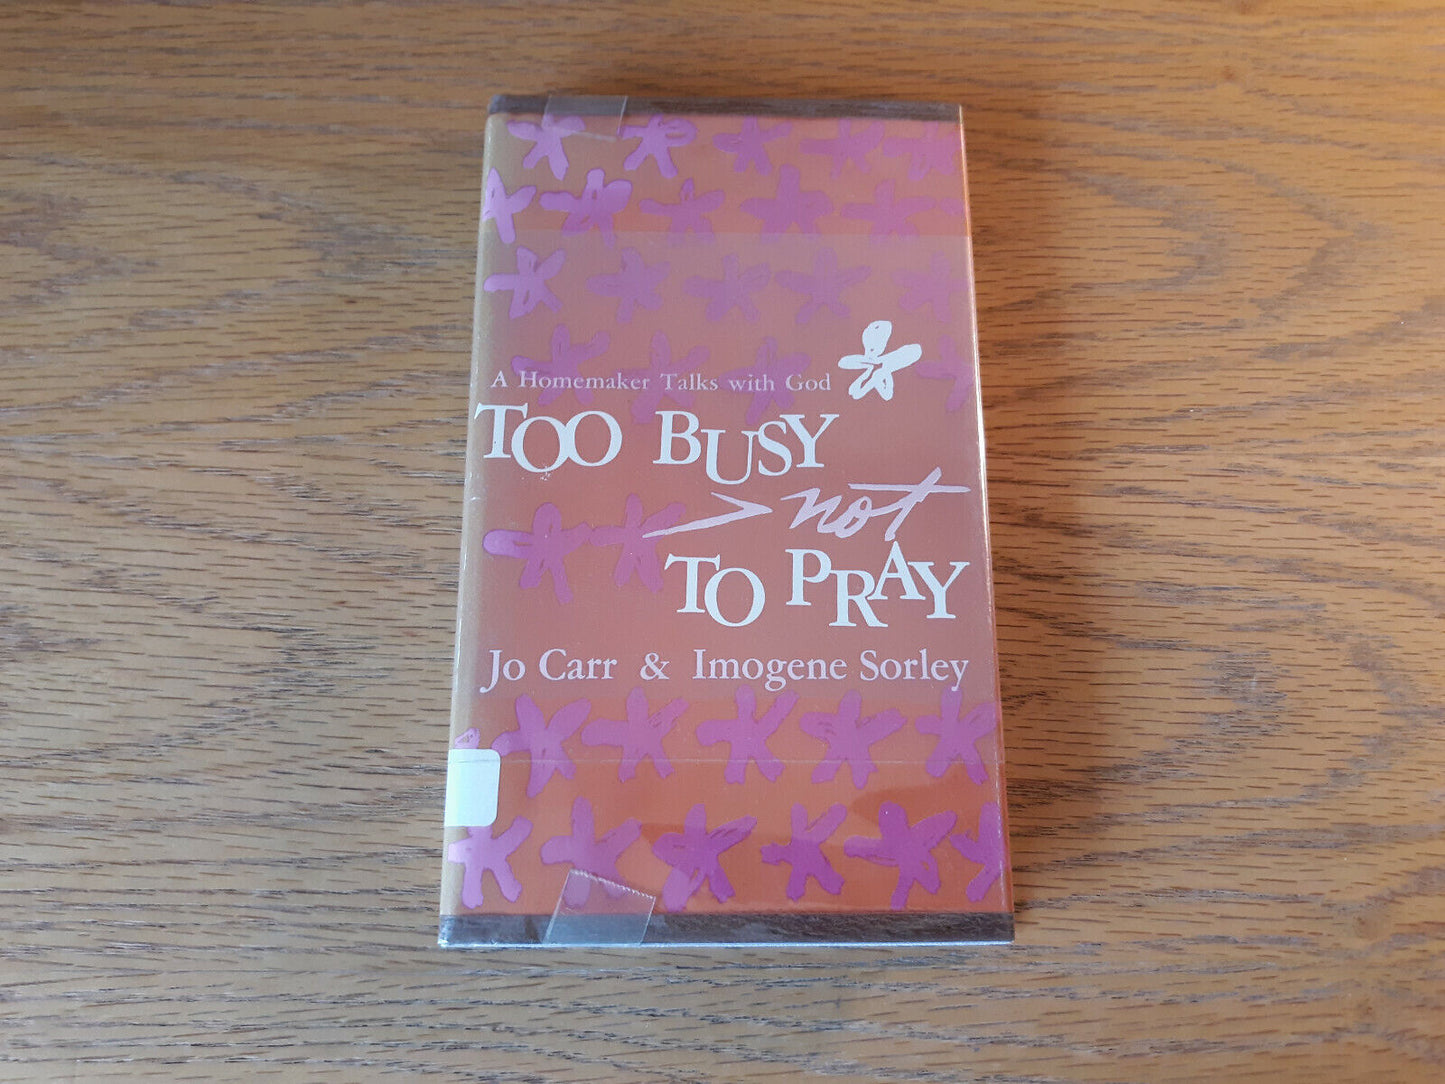 A Homemaker Talks with God
TOO BUSY
not
TO PRAY
Jo Carr & Imogene Sorley